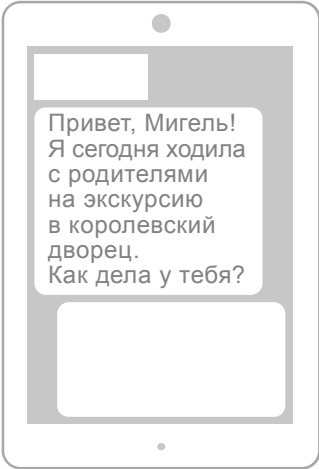 Привет, Мигель!
Я сегодня ходила
с родителями
на экскурсию
в королевский
дворец.
Как дела у тебя?